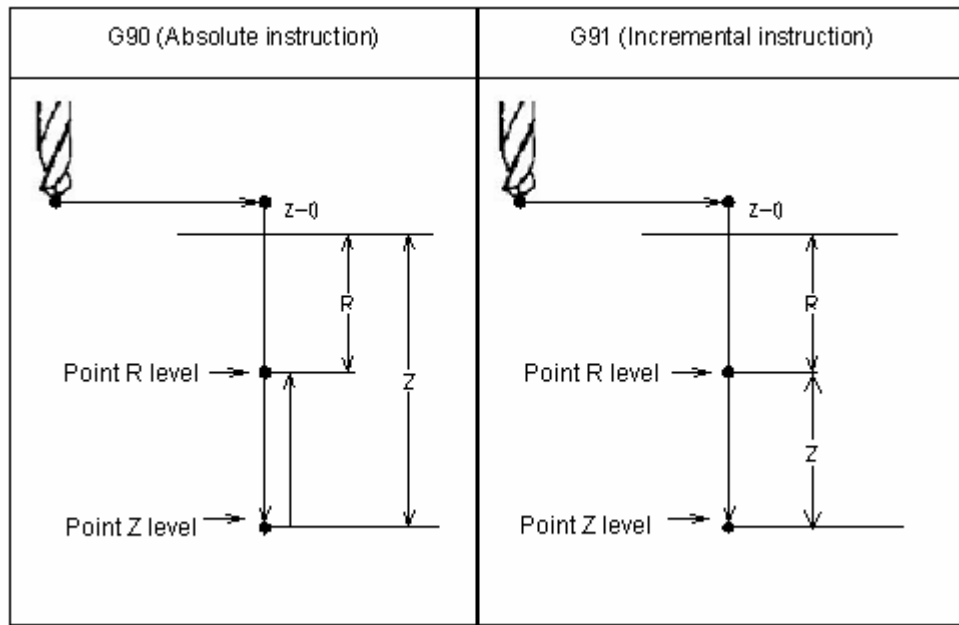 G90 (Absolute instruction)
G91 (Incremental instruction)
z-0
R
Point R level
Z
Point Z level
z-0
R
Point R level
Z
Point Z level